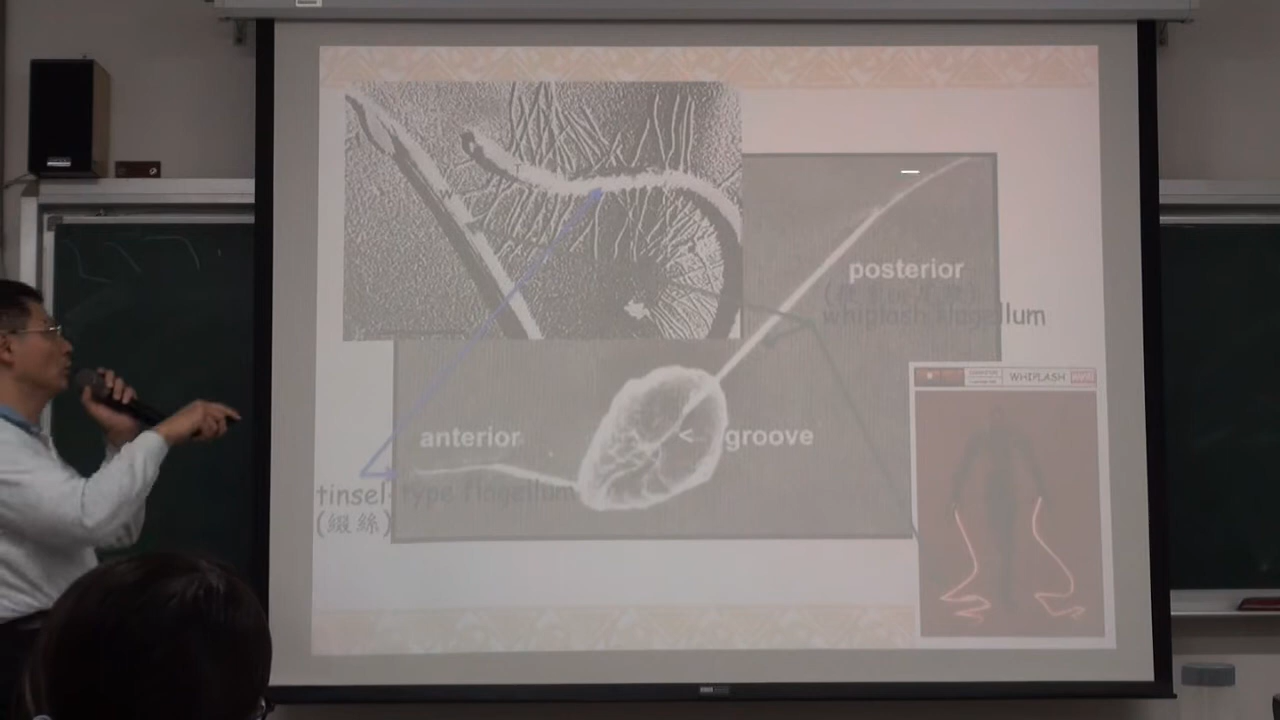 posterior
whiplash flagellum
WHIPLASH
anterior
< groove
tinsel-type flagellum
(綴絲)